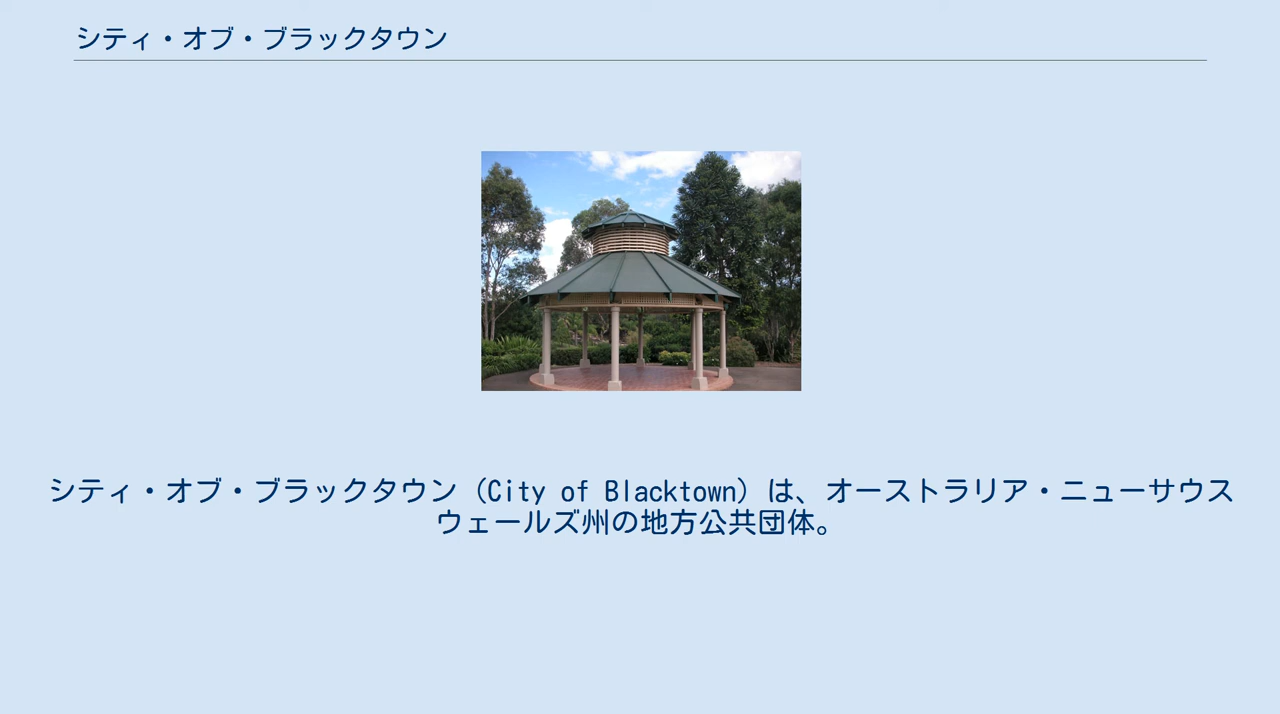 シティ・オブ・ブラックタウン
シティ・オブ・ブラックタウン（City of Blacktown）は、オーストラリア・ニューサウス
ウェールズ州の地方公共団体。